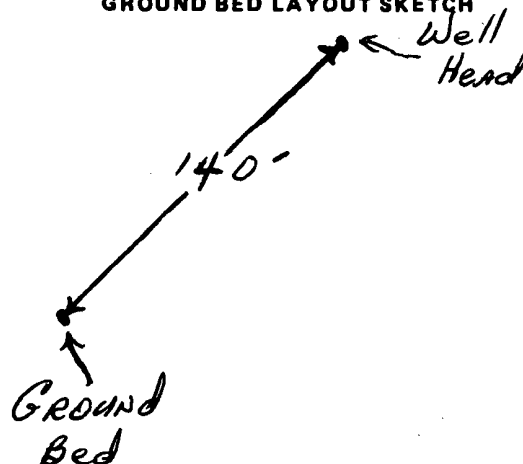 GROUND BED LAYOUT SKETCH
Well
Head
140'
GROUND
Bed